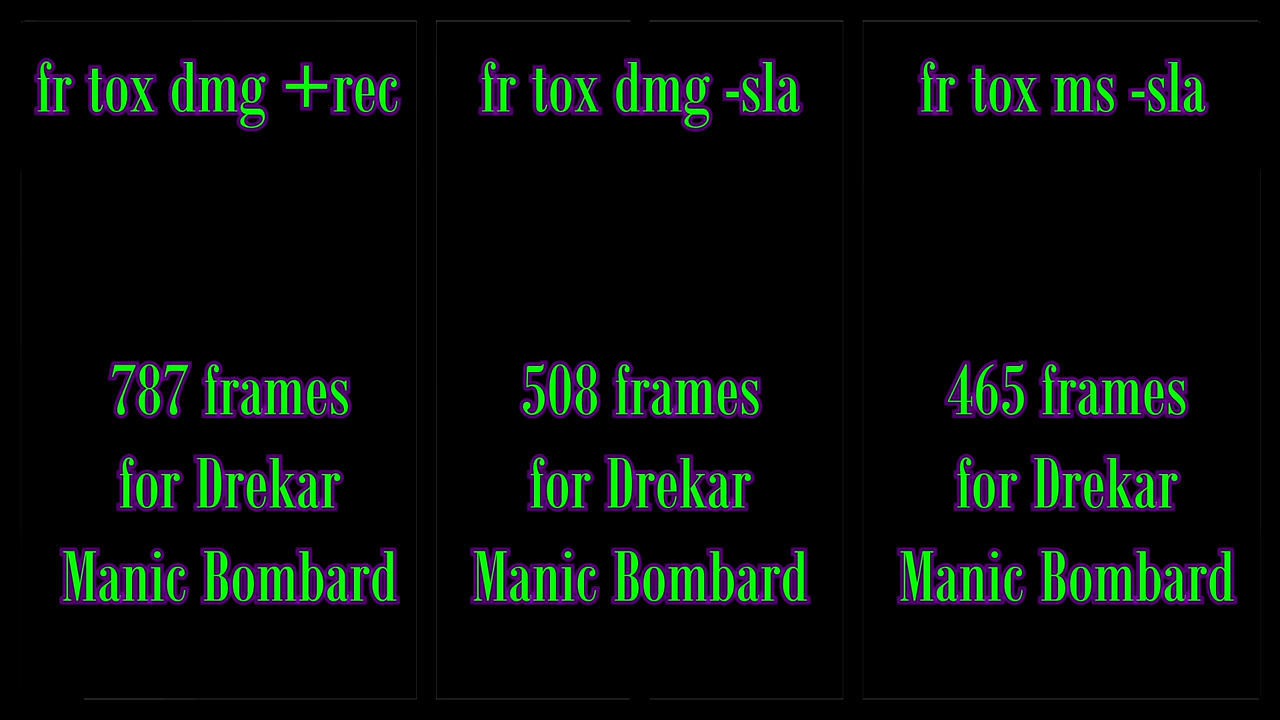 fr tox dmg +rec
787 frames
for Drekar
Manic Bombard
fr tox dmg -sla
508 frames
for Drekar
Manic Bombard
fr tox ms -sla
465 frames
for Drekar
Manic Bombard